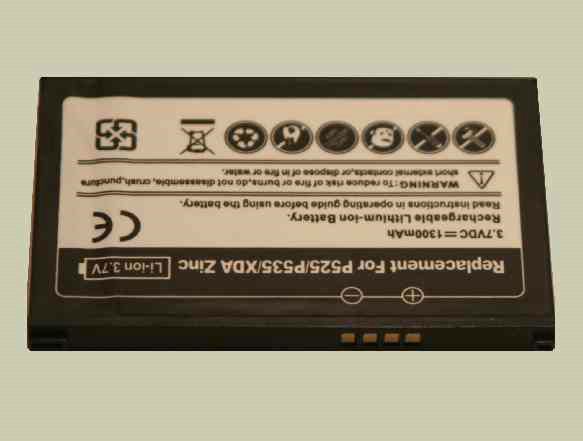 Replacement For P525/P535/XDA Zinc
Li-ion 3.7V
3.7VDC⎓1300mAh
Rechargeable Lithium-ion Battery.
Read instructions in operating guide before using the battery.
WARNING: To reduce risk of fire or burns, do not disassemble, crush, puncture
short external or contacts, or dispose of in fire or water.
CE